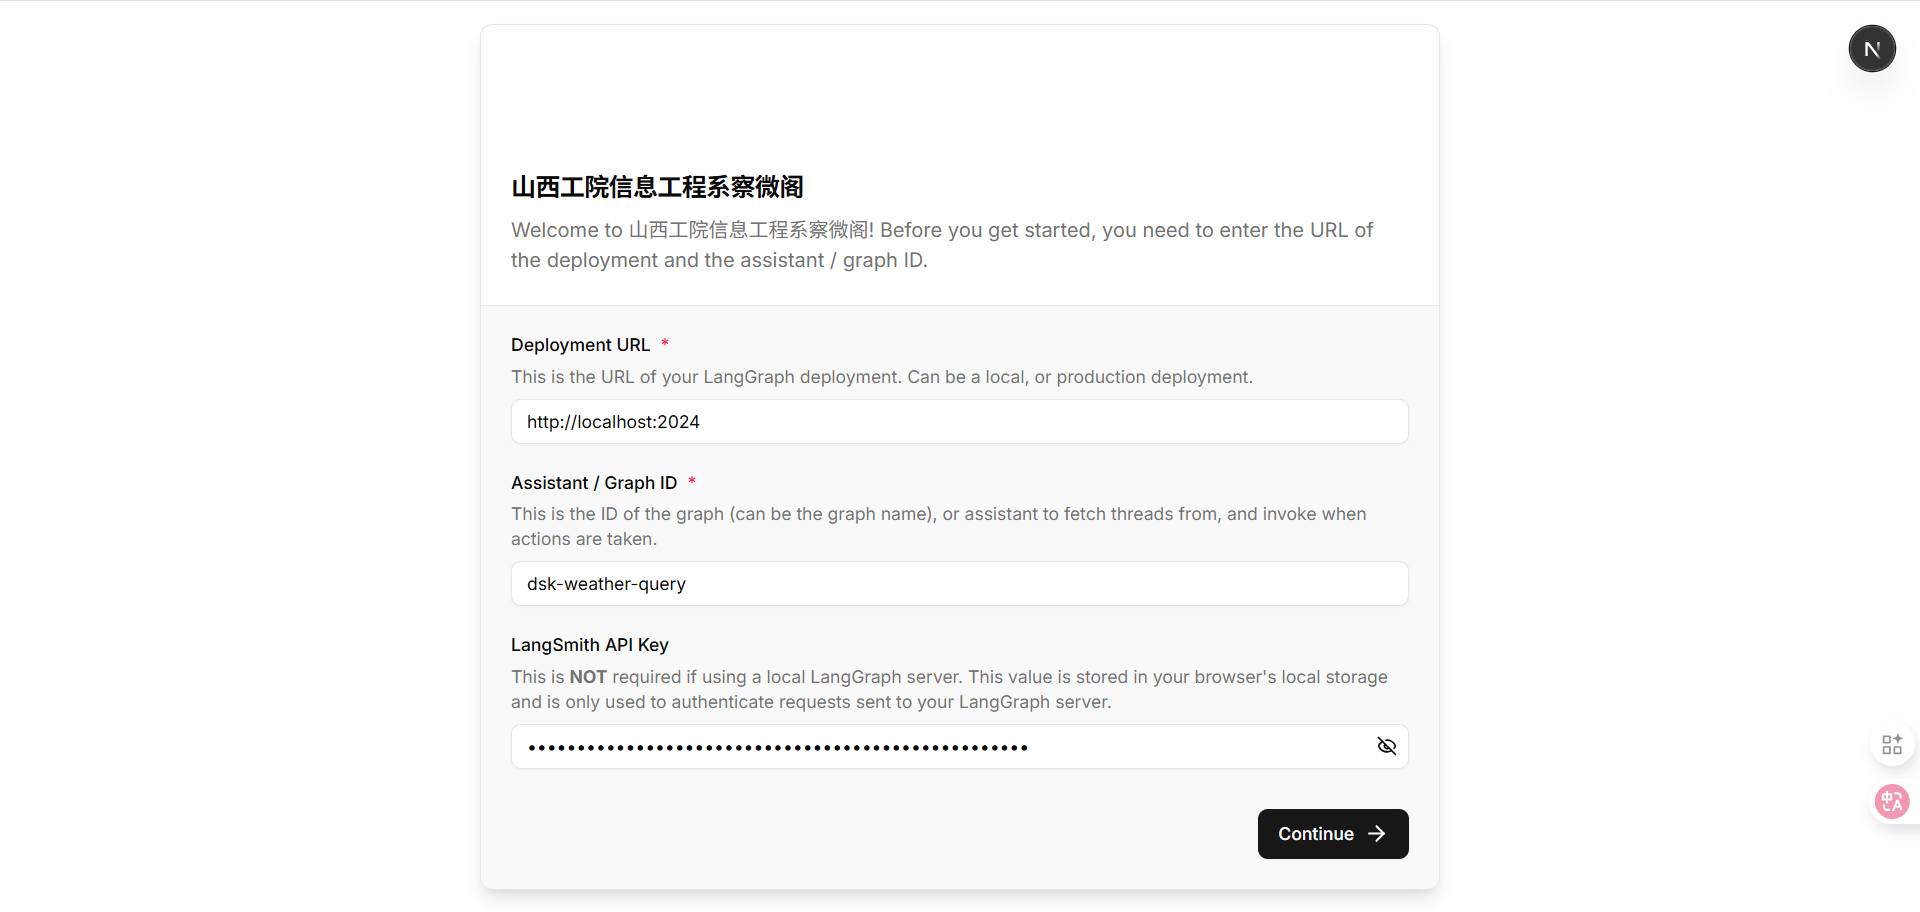 N
山西工院信息工程系察微阁
Welcome to 山西工院信息工程系察微阁! Before you get started, you need to enter the URL of
the deployment and the assistant / graph ID.
Deployment URL *
This is the URL of your LangGraph deployment. Can be a local, or production deployment.
http://localhost:2024
Assistant / Graph ID *
This is the ID of the graph (can be the graph name), or assistant to fetch threads from, and invoke when
actions are taken.
dsk-weather-query
LangSmith API Key
This is NOT required if using a local LangGraph server. This value is stored in your browser's local storage
and is only used to authenticate requests sent to your LangGraph server.
•••••••••••••••••••••••••••••••••••••••••••••••••••
Continue →
中A